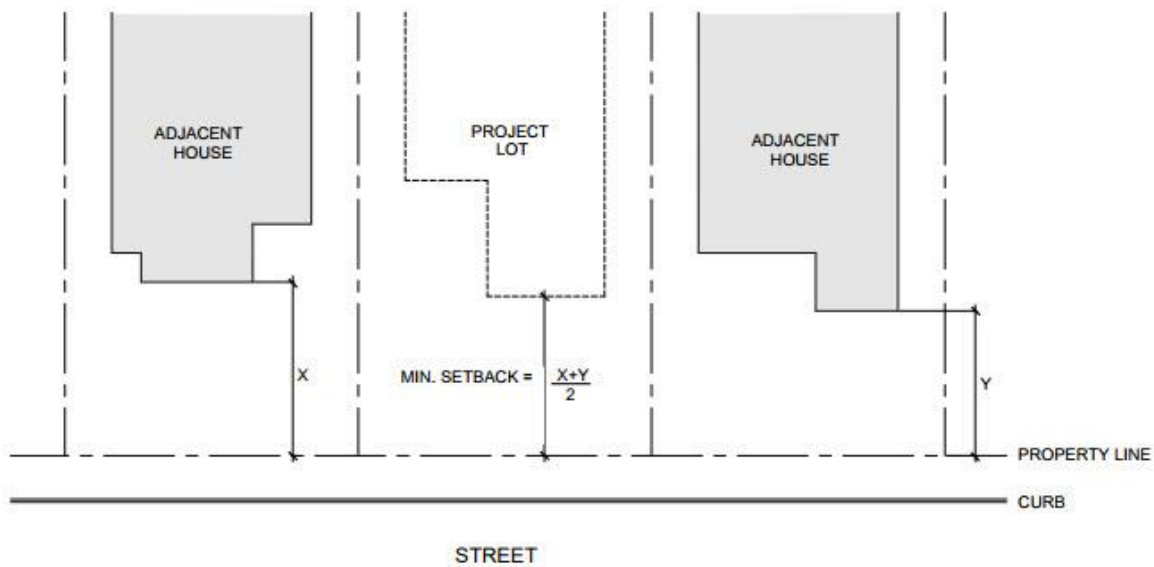 ADJACENT
HOUSE
PROJECT
LOT
ADJACENT
HOUSE
X
MIN. SETBACK = X+Y
2
Y
PROPERTY LINE
CURB
STREET